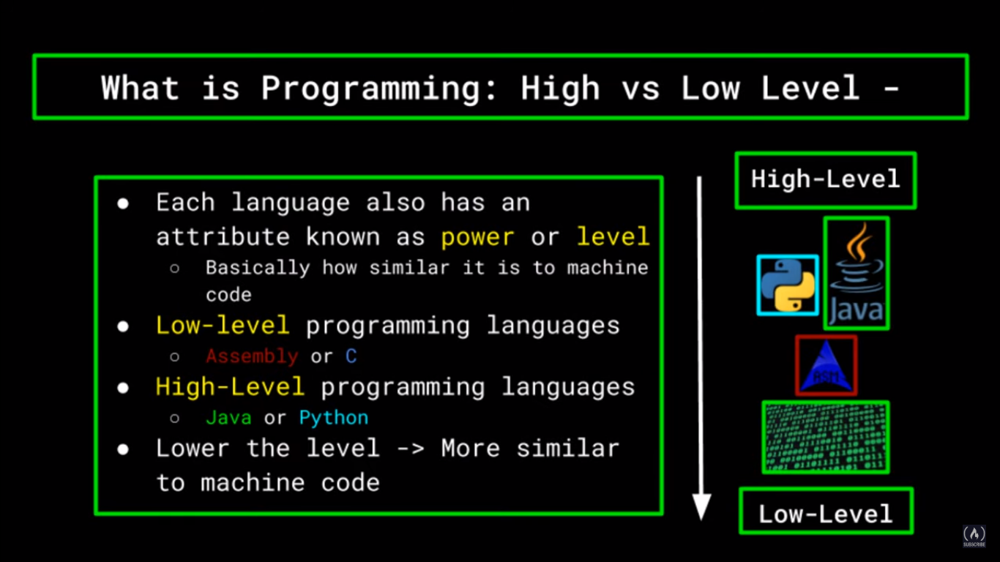 What is Programming: High vs Low Level -
● Each language also has an
attribute known as power or level
○ Basically how similar it is to machine
code
● Low-level programming languages
○ Assembly or C
● High-Level programming languages
○ Java or Python
● Lower the level -> More similar
to machine code
High-Level
Java
ASM
Low-Level
SUBSCRIBE